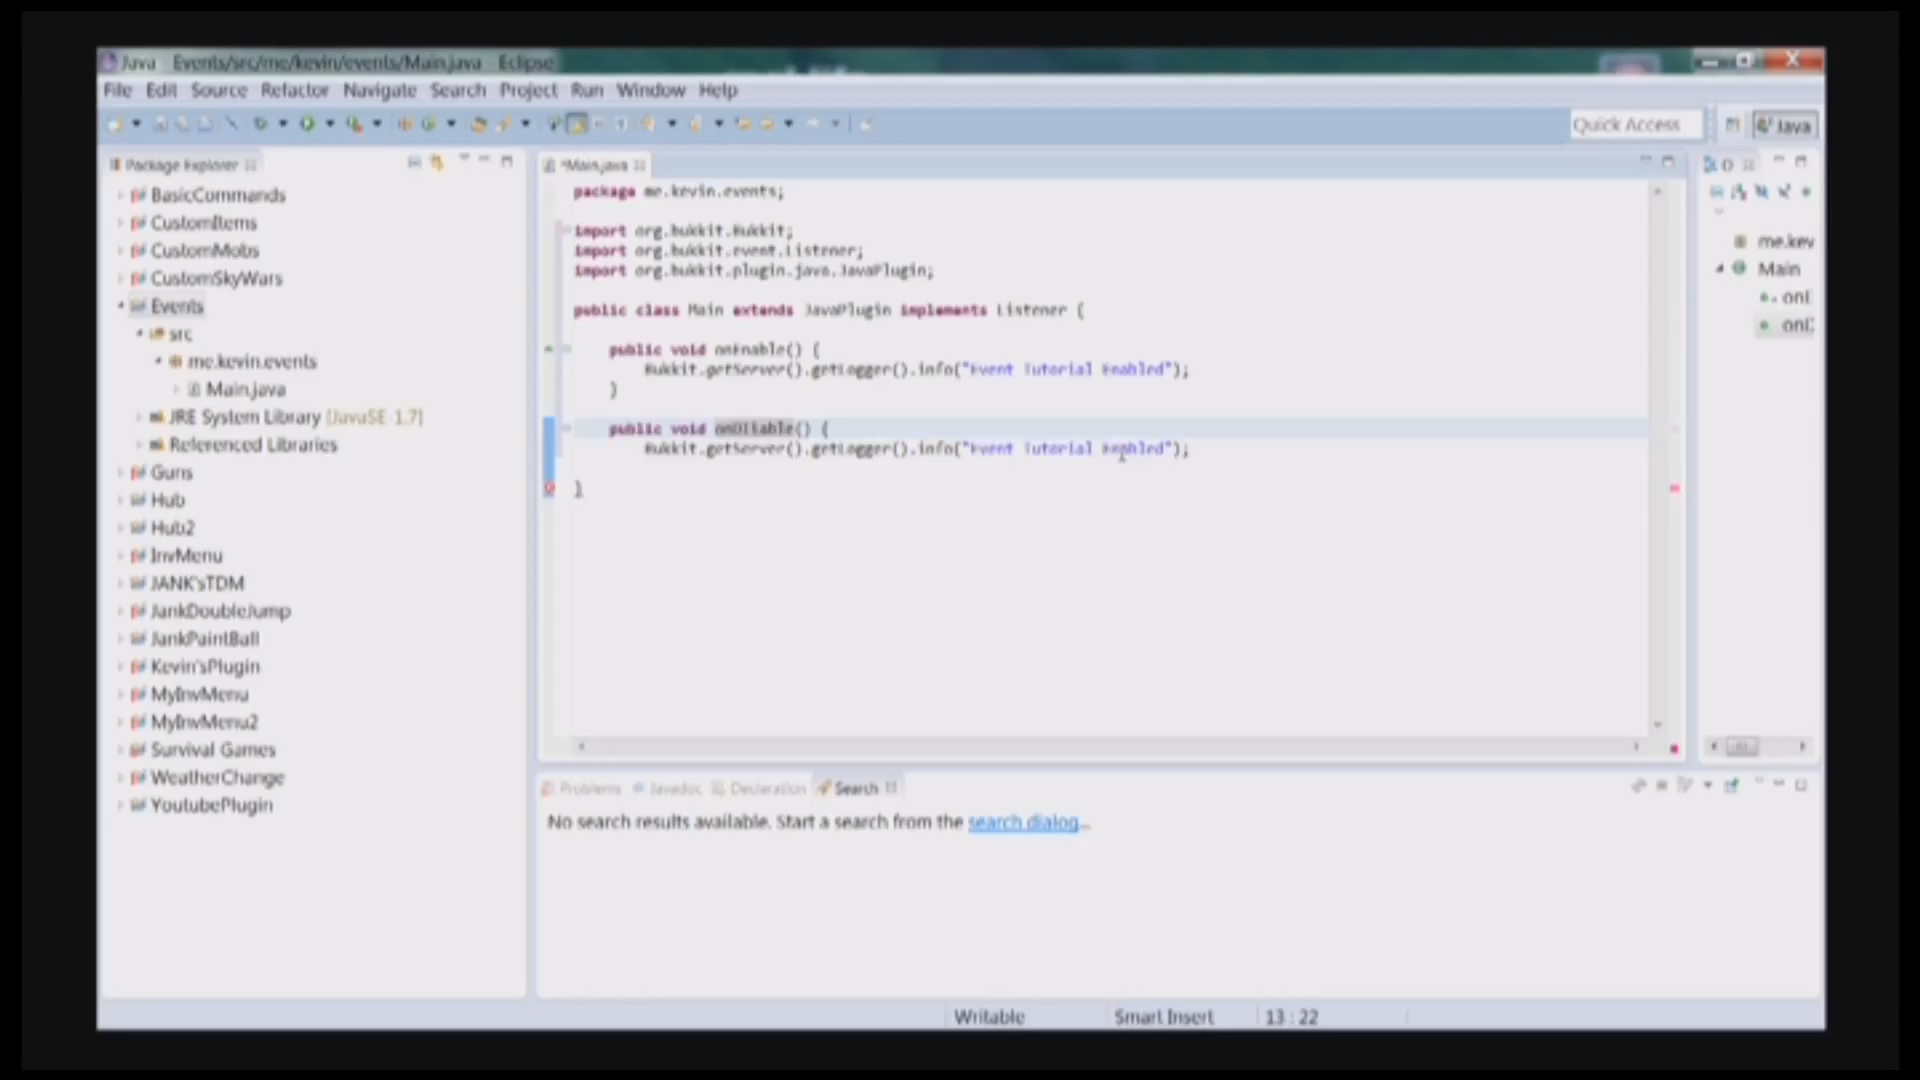 Java Events/src/me/kevin/events/Main.java Eclipse
File Edit Source Refactor Navigate Search Project Run Window Help
Quick Access
Java
Package Explorer
BasicCommands
CustomItems
CustomMobs
CustomSkyWars
Events
src
me.kevin.events
Main.java
JRE System Library [JavaSE 1.7]
Referenced Libraries
Guns
Hub
Hub2
InvMenu
JANK'sTDM
JankDoubleJump
JankPaintBall
Kevin'sPlugin
MyInvMenu
MyInvMenu2
Survival Games
WeatherChange
YoutubePlugin
*Main.java
package me.kevin.events;
import org.bukkit.Bukkit;
import org.bukkit.event.Listener;
import org.bukkit.plugin.java.JavaPlugin;
public class Main extends JavaPlugin implements Listener {
public void onEnable() {
Bukkit.getServer().getLogger().info("Event Tutorial Enabled");
}
public void () {
Bukkit.getServer().getLogger().info("Event Tutorial Enabled");
}
O
me.kev
Main
Problems Javadoc Declaration Search
No search results available. Start a search from the search dialog...
Writable Smart Insert 13 : 22